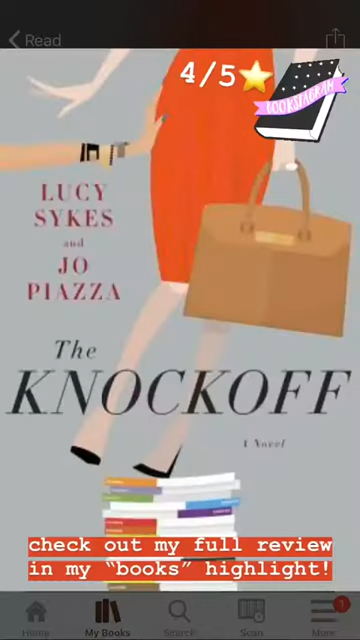 Read
4/5⭐
BOOKSTAGRAM
LUCY
SYKES
and
JO
PIAZZA
The
KNOCKOFF
A Novel
check out my full review
in my “books” highlight!
1
Home
My Books
Search
Scan
More